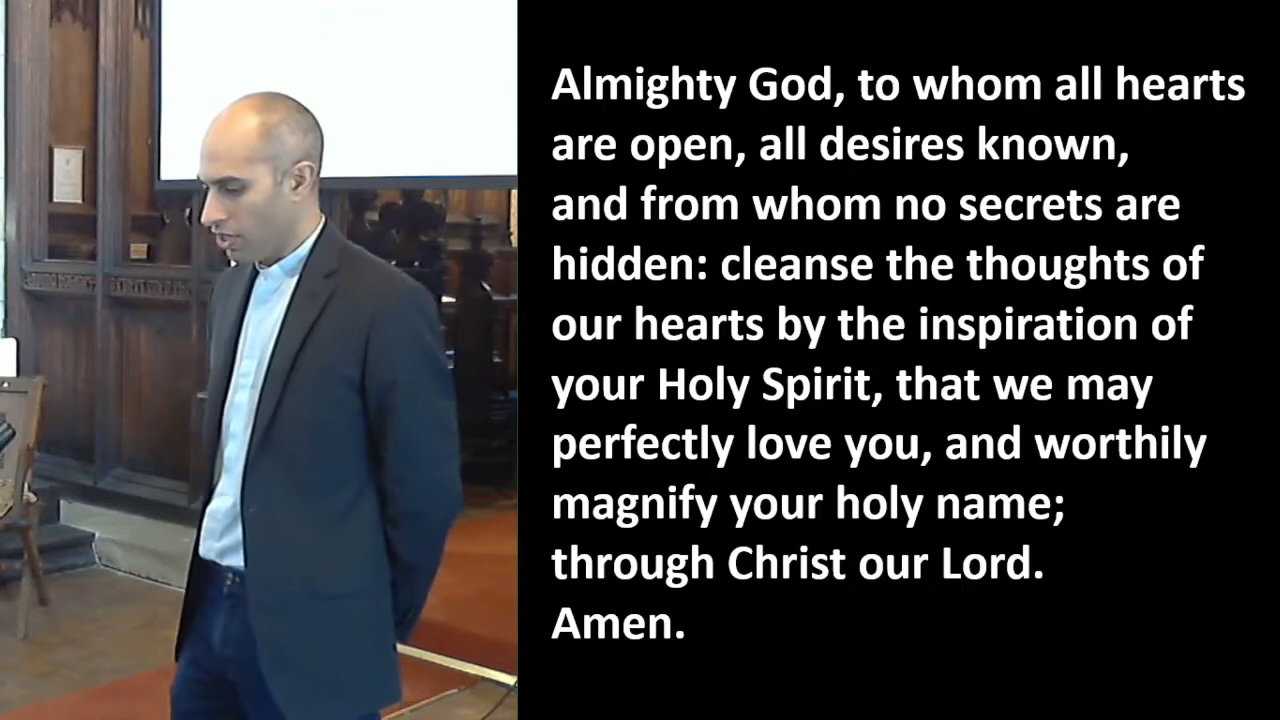 Almighty God, to whom all hearts
are open, all desires known,
and from whom no secrets are
hidden: cleanse the thoughts of
our hearts by the inspiration of
your Holy Spirit, that we may
perfectly love you, and worthily
magnify your holy name;
through Christ our Lord.
Amen.